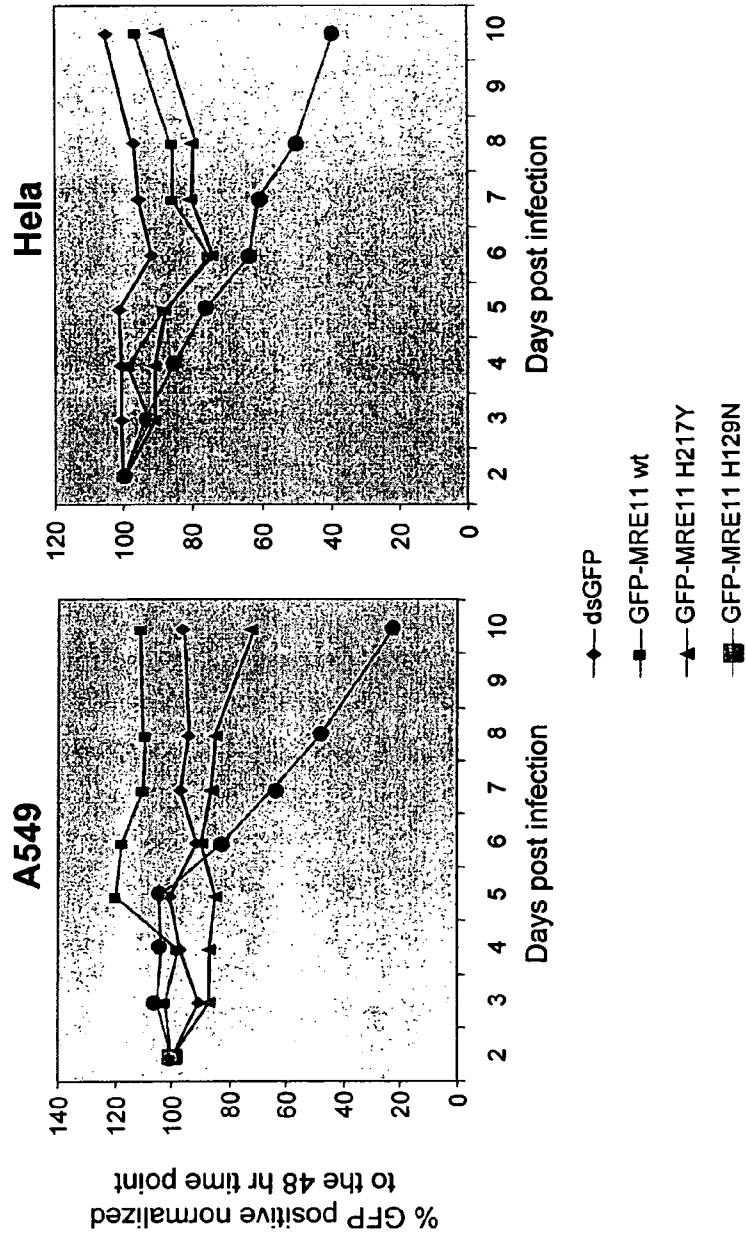 A549
% GFP positive normalized
to the 48 hr time point
140
120
100
80
60
40
20
0
2 3 4 5 6 7 8 9 10
Days post infection
Hela
120
100
80
60
40
20
0
2 3 4 5 6 7 8 9 10
Days post infection
dsGFP
GFP-MRE11 wt
GFP-MRE11 H217Y
GFP-MRE11 H129N